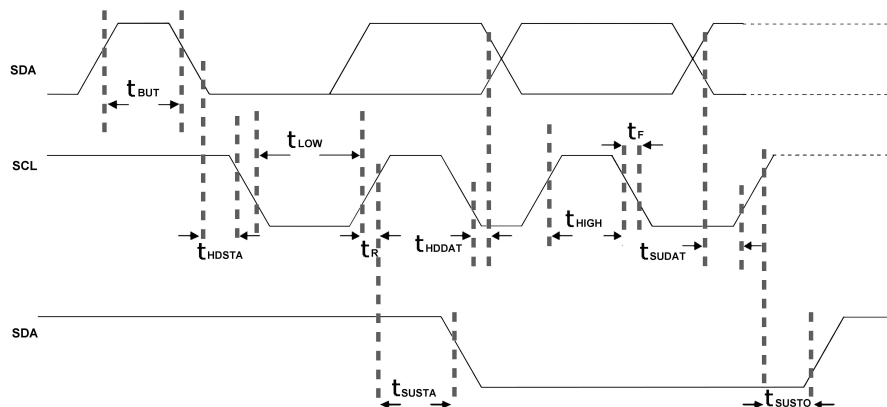 SDA
tBUT
tLOW
tF
SCL
tHDSTA
tR
tHDDAT
tHIGH
tSUDAT
SDA
tSUSTA
tSUSTO